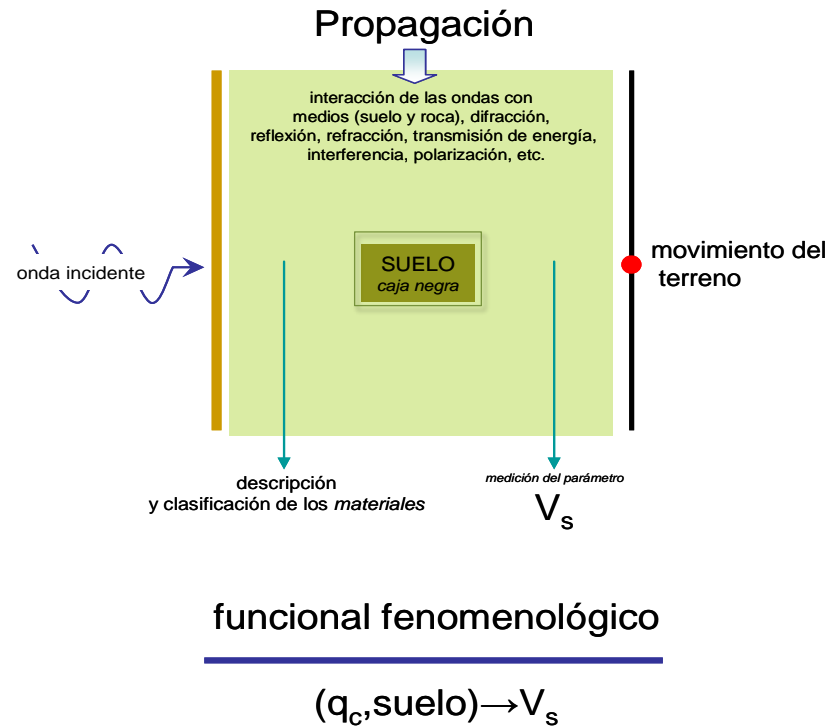 Propagación
interacción de las ondas con
medios (suelo y roca), difracción,
reflexión, refracción, transmisión de energía,
interferencia, polarización, etc.
onda incidente
SUELO
caja negra
movimiento del
terreno
descripción
y clasificación de los materiales
medición del parámetro
Vs
funcional fenomenológico
(qc,suelo)→Vs